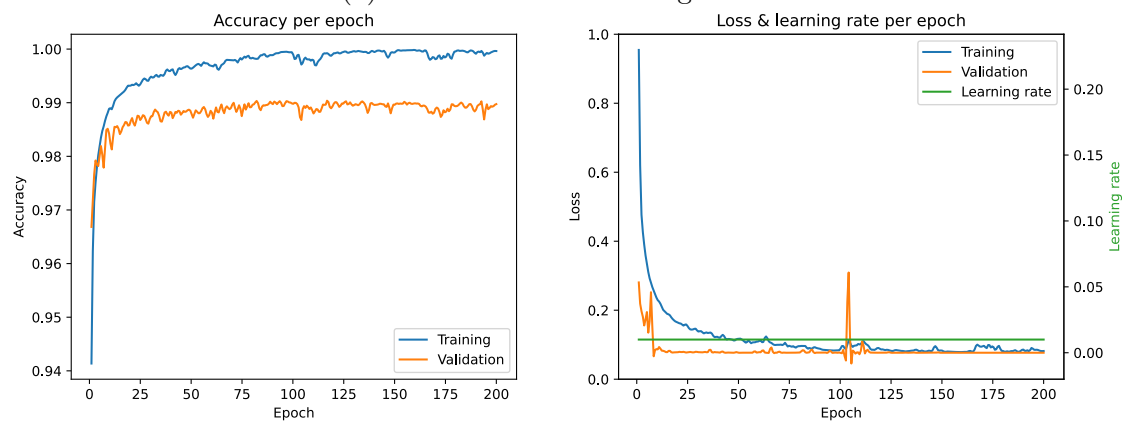 Accuracy per epoch
1.00
0.99
0.98
0.97
0.96
0.95
0.94
Accuracy
0 25 50 75 100 125 150 175 200
Epoch
Training
Validation
Loss & learning rate per epoch
1.0
0.8
0.6
0.4
0.2
0.0
Loss
0 25 50 75 100 125 150 175 200
Epoch
Training
Validation
Learning rate
0.20
0.15
0.10
0.05
0.00
Learning rate